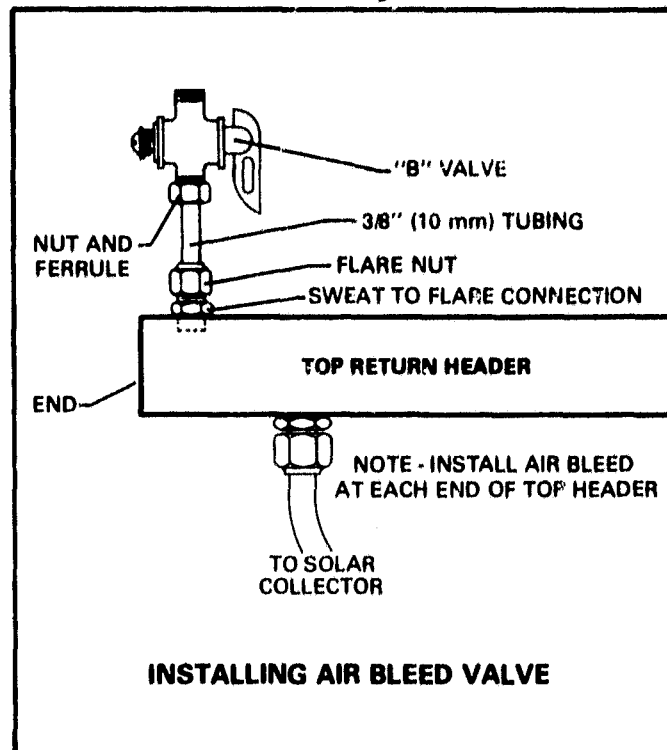 "B" VALVE
3/8" (10 mm) TUBING
NUT AND
FERRULE
FLARE NUT
SWEAT TO FLARE CONNECTION
TOP RETURN HEADER
END
NOTE - INSTALL AIR BLEED
AT EACH END OF TOP HEADER
TO SOLAR
COLLECTOR
INSTALLING AIR BLEED VALVE